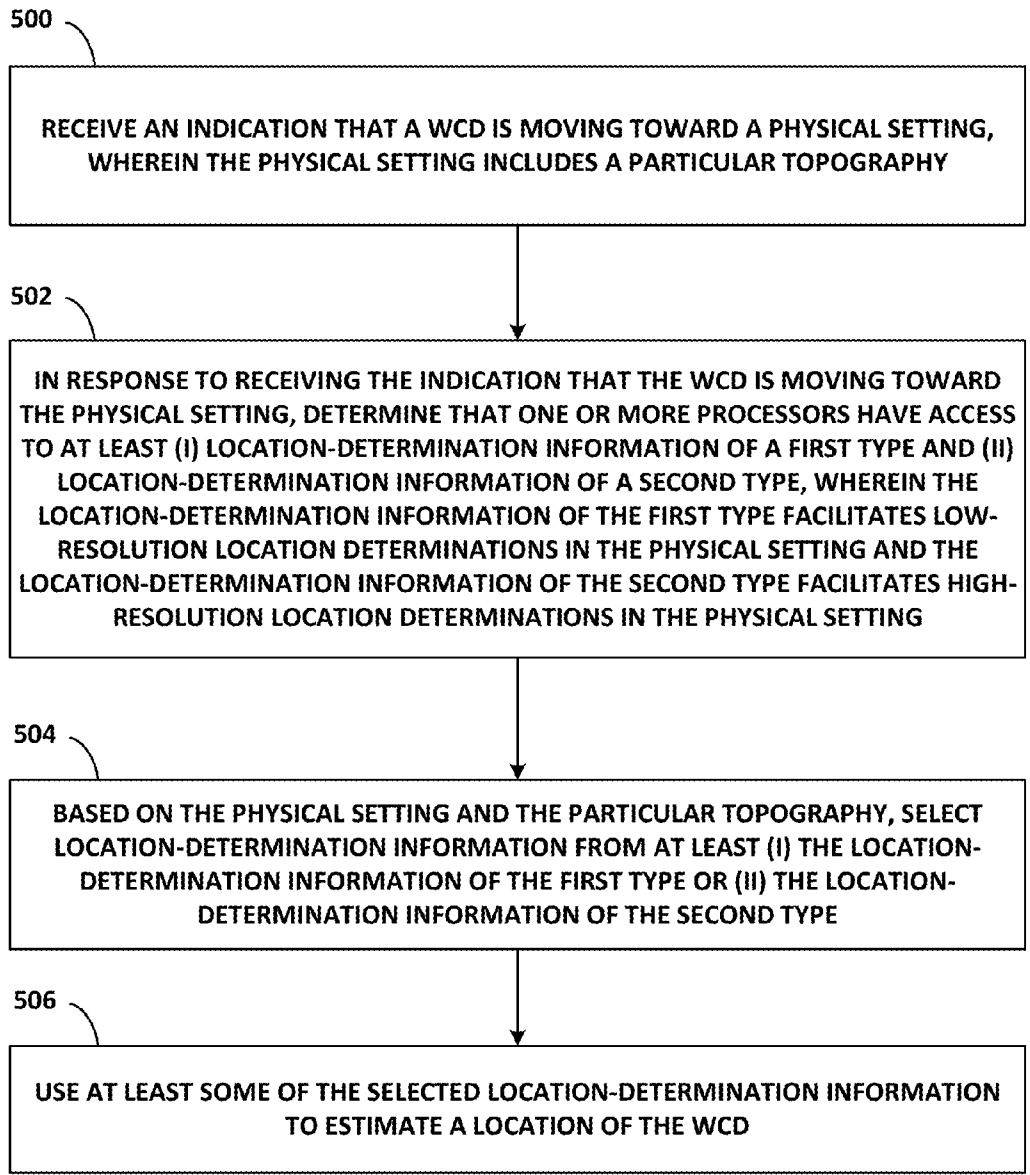 500
RECEIVE AN INDICATION THAT A WCD IS MOVING TOWARD A PHYSICAL SETTING,
WHEREIN THE PHYSICAL SETTING INCLUDES A PARTICULAR TOPOGRAPHY
502
IN RESPONSE TO RECEIVING THE INDICATION THAT THE WCD IS MOVING TOWARD
THE PHYSICAL SETTING, DETERMINE THAT ONE OR MORE PROCESSORS HAVE ACCESS
TO AT LEAST (I) LOCATION-DETERMINATION INFORMATION OF A FIRST TYPE AND (II)
LOCATION-DETERMINATION INFORMATION OF A SECOND TYPE, WHEREIN THE
LOCATION-DETERMINATION INFORMATION OF THE FIRST TYPE FACILITATES LOW-
RESOLUTION LOCATION DETERMINATIONS IN THE PHYSICAL SETTING AND THE
LOCATION-DETERMINATION INFORMATION OF THE SECOND TYPE FACILITATES HIGH-
RESOLUTION LOCATION DETERMINATIONS IN THE PHYSICAL SETTING
504
BASED ON THE PHYSICAL SETTING AND THE PARTICULAR TOPOGRAPHY, SELECT
LOCATION-DETERMINATION INFORMATION FROM AT LEAST (I) THE LOCATION-
DETERMINATION INFORMATION OF THE FIRST TYPE OR (II) THE LOCATION-
DETERMINATION INFORMATION OF THE SECOND TYPE
506
USE AT LEAST SOME OF THE SELECTED LOCATION-DETERMINATION INFORMATION
TO ESTIMATE A LOCATION OF THE WCD